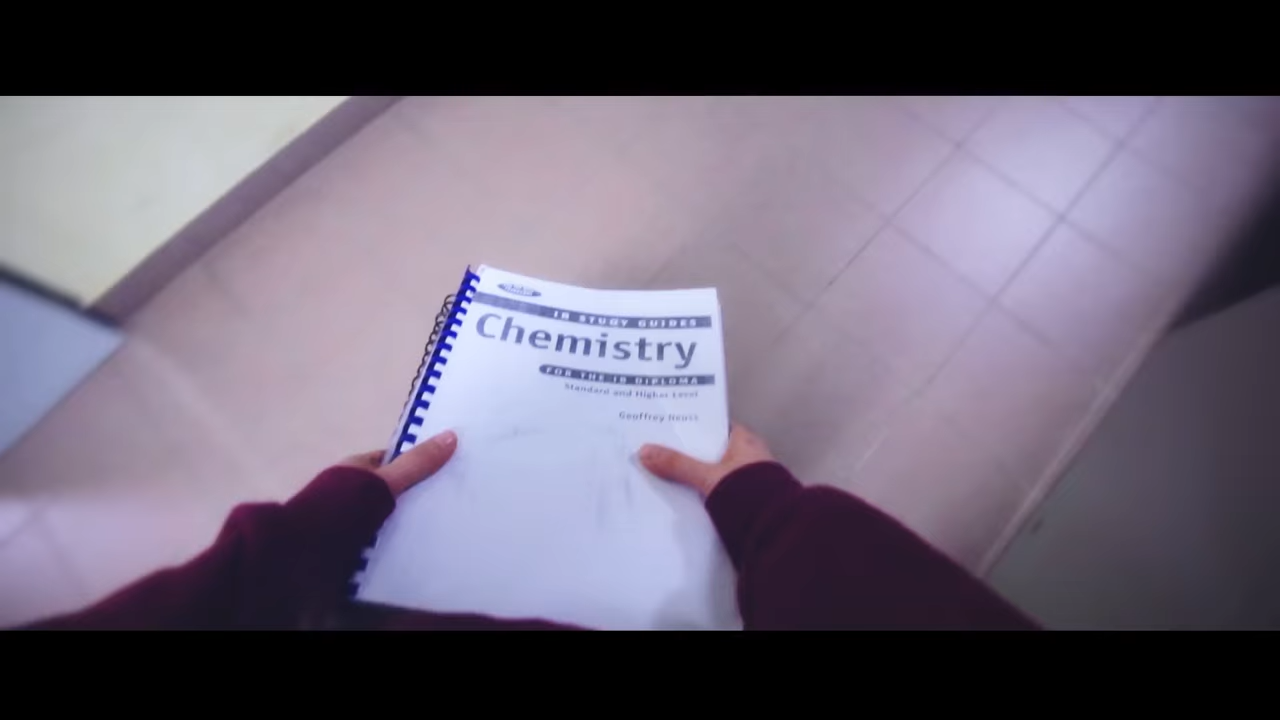 IB STUDY GUIDES
Chemistry
FOR THE IB DIPLOMA
Standard and Higher Level
Geoffrey Neuss